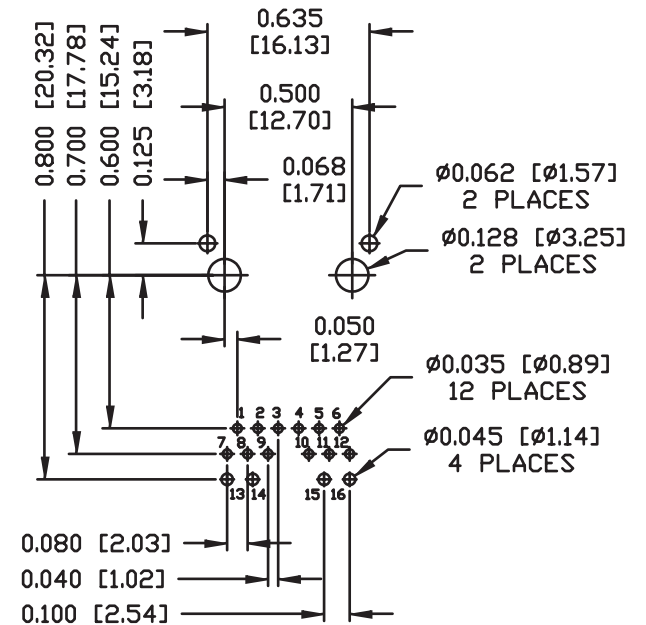 0.635
[16.13]
0.500
[12.70]
0.068
[1.71]
0.800 [20.32]
0.700 [17.78]
0.600 [15.24]
0.125 [3.18]
Ø0.062 [Ø1.57]
2 PLACES
Ø0.128 [Ø3.25]
2 PLACES
0.050
[1.27]
Ø0.035 [Ø0.89]
12 PLACES
1 2 3 4 5 6
Ø0.045 [Ø1.14]
4 PLACES
7 8 9 10 11 12
13 14 15 16
0.080 [2.03]
0.040 [1.02]
0.100 [2.54]